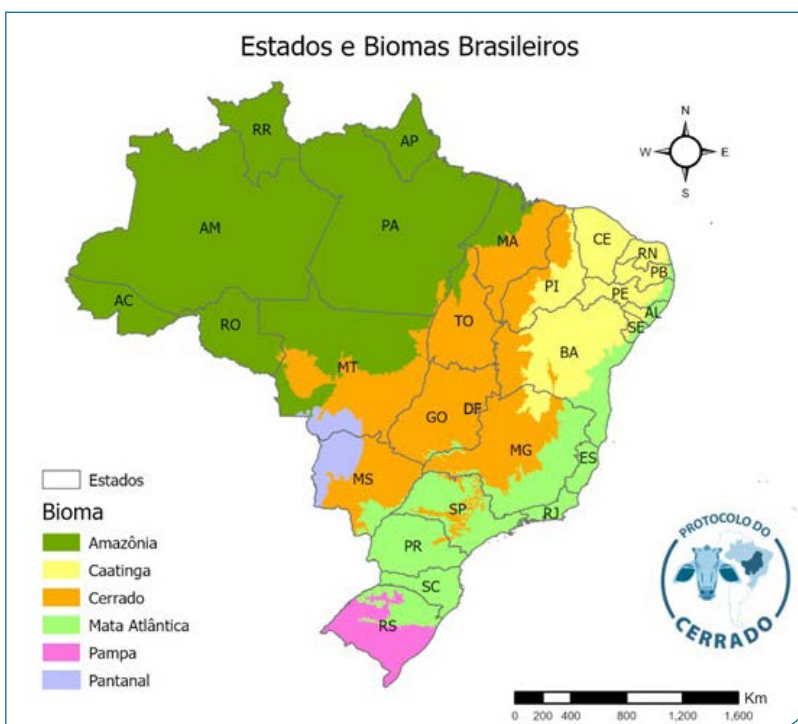 Estados e Biomas Brasileiros
N
W
E
S
RR
AP
AM
PA
MA
CE
RN
PB
PI
PE
AC
AL
SE
RO
TO
BA
MT
GO
DF
MG
ES
MS
SP
RJ
PR
SC
RS
Estados
Bioma
Amazônia
Caatinga
Cerrado
Mata Atlântica
Pampa
Pantanal
PROTOCOLO DO
CERRADO
Km
0 200 400 800 1,200 1,600